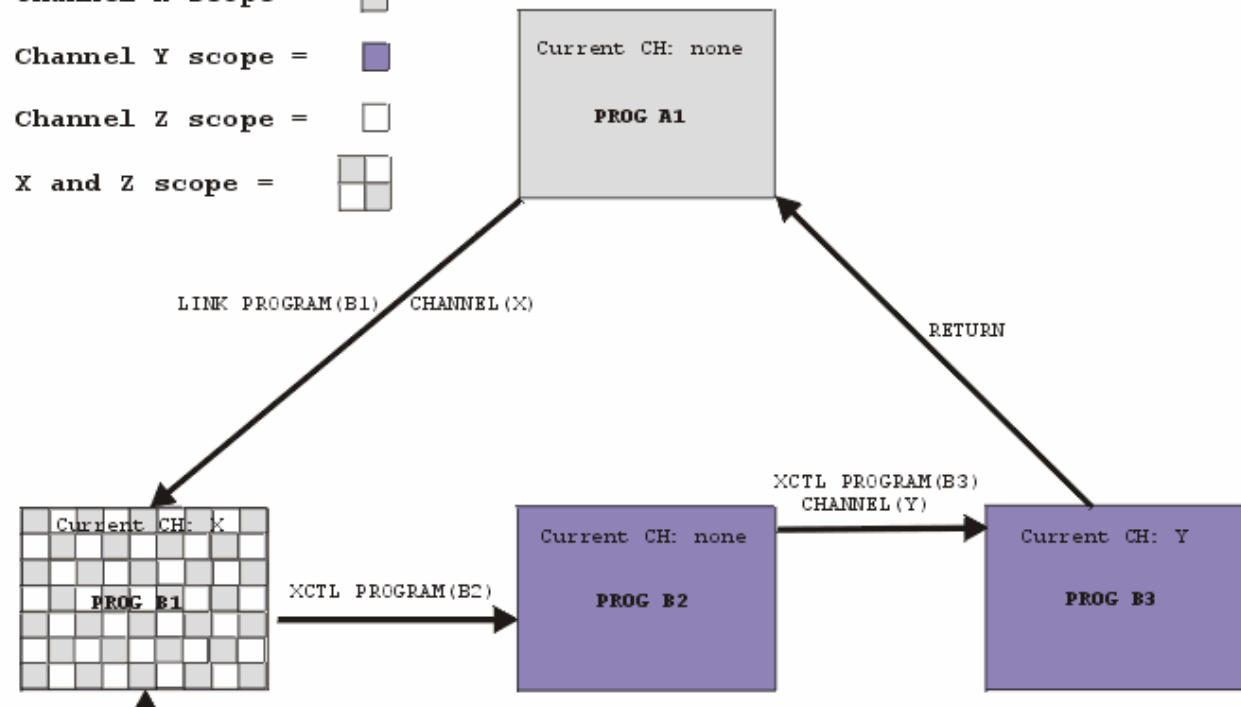 Channel Y scope =
Channel Z scope =
X and Z scope =
Current CH: none
PROG A1
LINK PROGRAM(B1) CHANNEL(X)
RETURN
Current CH: X
PROG B1
XCTL PROGRAM(B2)
Current CH: none
PROG B2
XCTL PROGRAM(B3)
CHANNEL(Y)
Current CH: Y
PROG B3